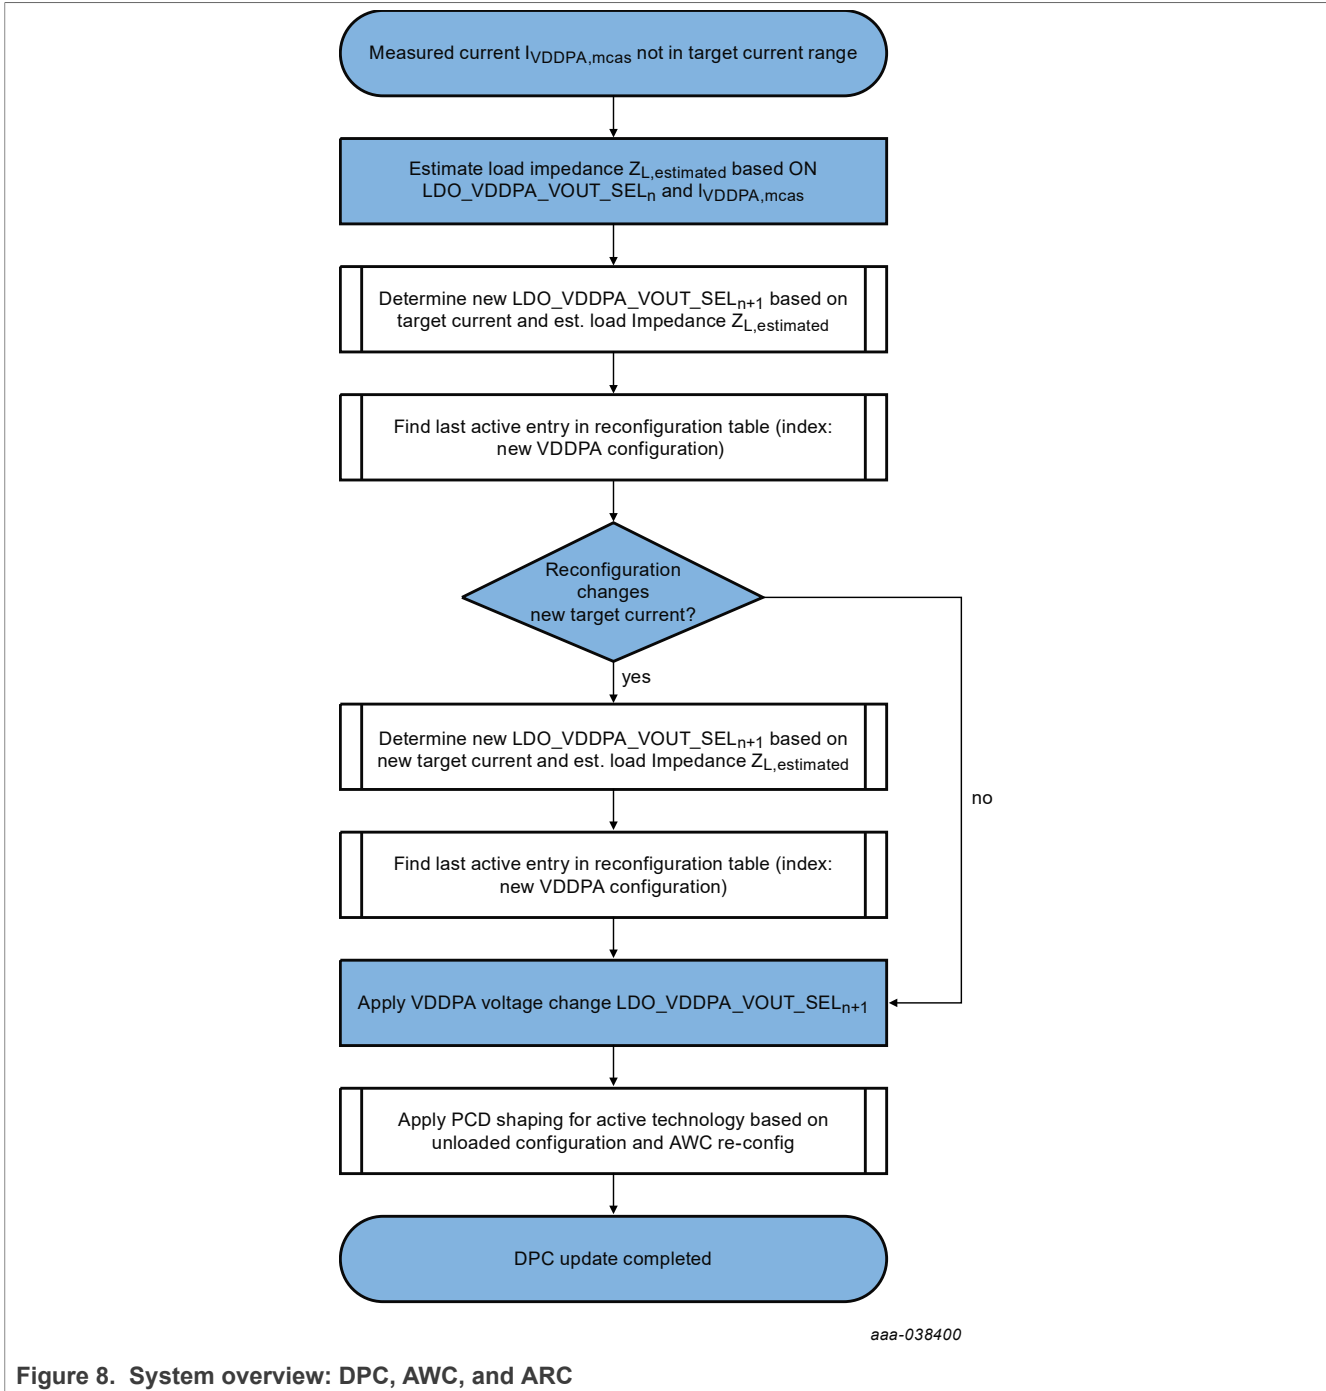 Measured current IVDDPA,mcas not in target current range
Estimate load impedance ZL,estimated based ON
LDO_VDDPA_VOUT_SELn and IVDDPA,mcas
Determine new LDO_VDDPA_VOUT_SELn+1 based on
target current and est. load Impedance ZL,estimated
Find last active entry in reconfiguration table (index:
new VDDPA configuration)
Reconfiguration
changes
new target current?
yes
Determine new LDO_VDDPA_VOUT_SELn+1 based on
new target current and est. load Impedance ZL,estimated
no
Find last active entry in reconfiguration table (index:
new VDDPA configuration)
Apply VDDPA voltage change LDO_VDDPA_VOUT_SELn+1
Apply PCD shaping for active technology based on
unloaded configuration and AWC re-config
DPC update completed
aaa-038400
Figure 8. System overview: DPC, AWC, and ARC